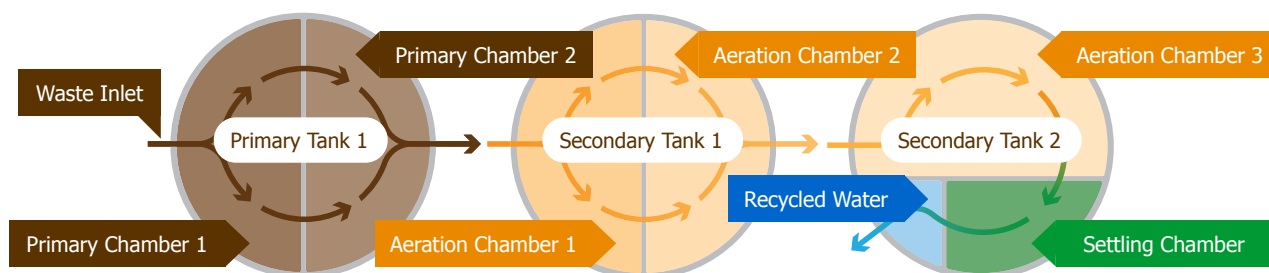 Primary Chamber 2
Aeration Chamber 2
Aeration Chamber 3
Waste Inlet
Primary Tank 1
Secondary Tank 1
Secondary Tank 2
Recycled Water
Primary Chamber 1
Aeration Chamber 1
Settling Chamber